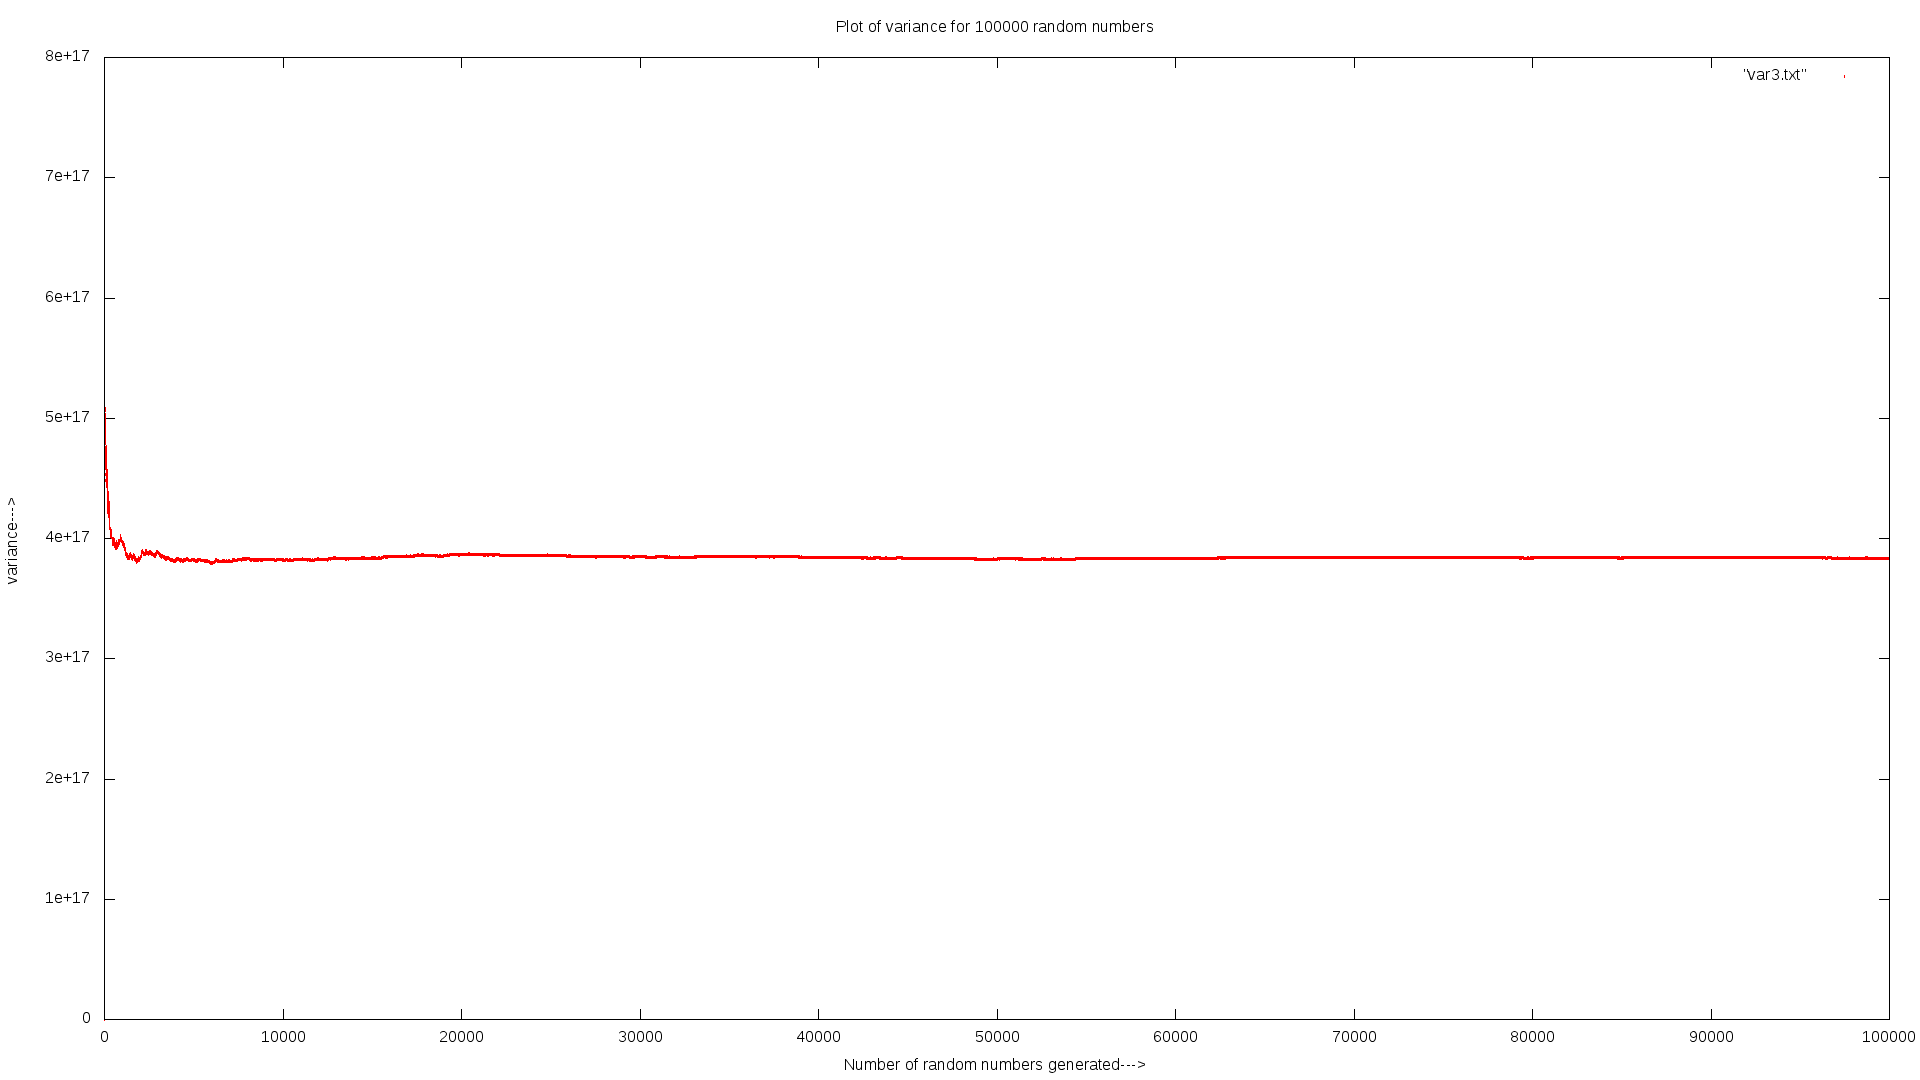 Plot of variance for 100000 random numbers
"var3.txt"
8e+17
7e+17
6e+17
5e+17
4e+17
3e+17
2e+17
1e+17
0
variance--->
0 10000 20000 30000 40000 50000 60000 70000 80000 90000 100000
Number of random numbers generated--->